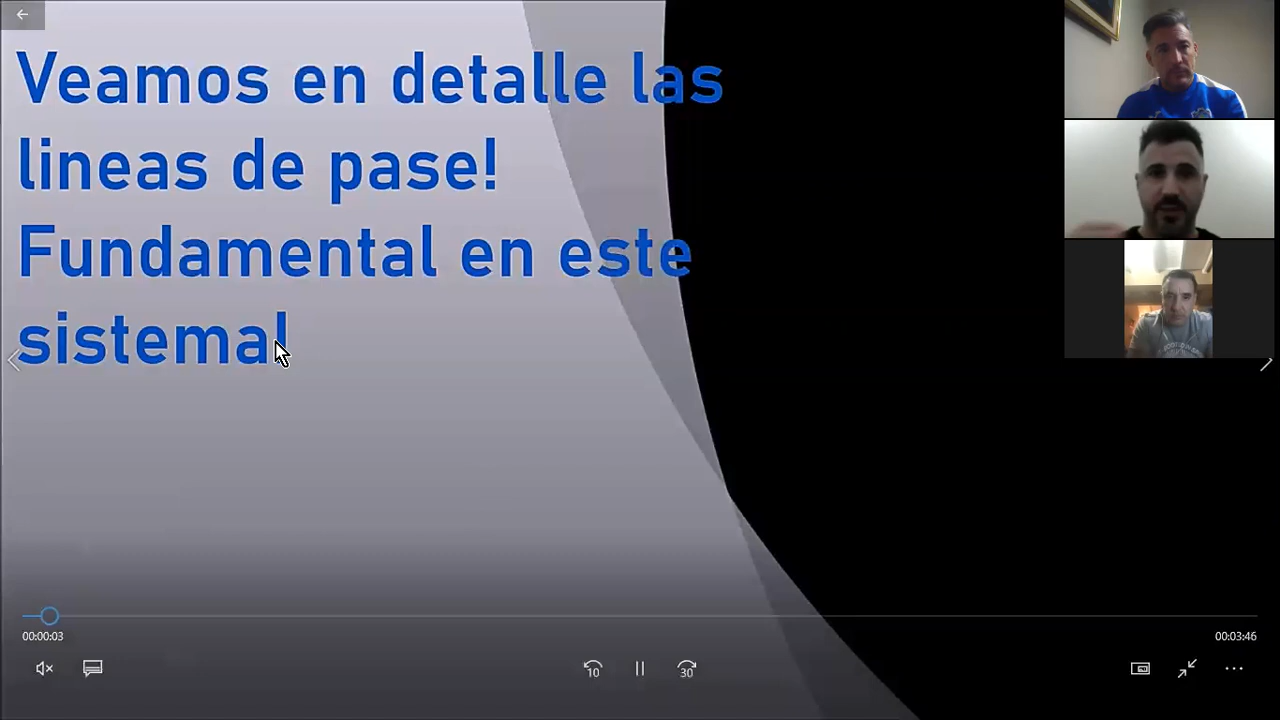 Veamos en detalle las
lineas de pase!
Fundamental en este
sistema!
00:00:03
00:03:46
10
30